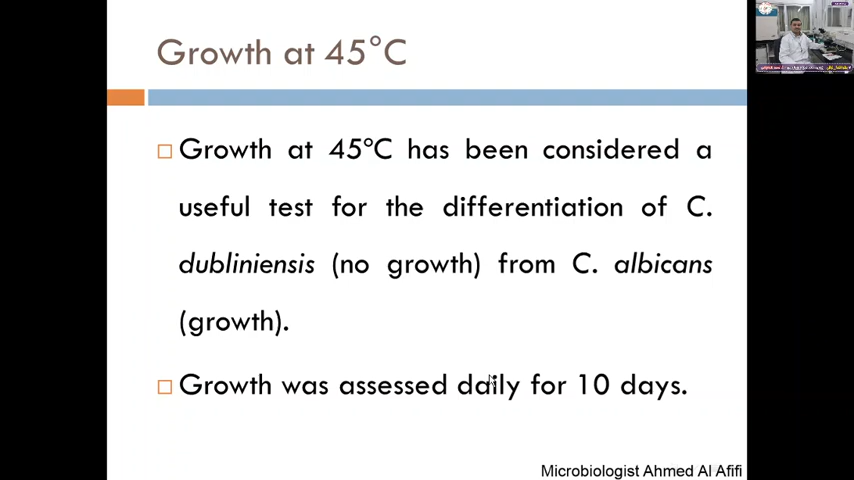 Growth at 45°C
Growth at 45°C has been considered a
useful test for the differentiation of C.
dubliniensis (no growth) from C. albicans
(growth).
Growth was assessed daily for 10 days.
Microbiologist Ahmed Al Afifi